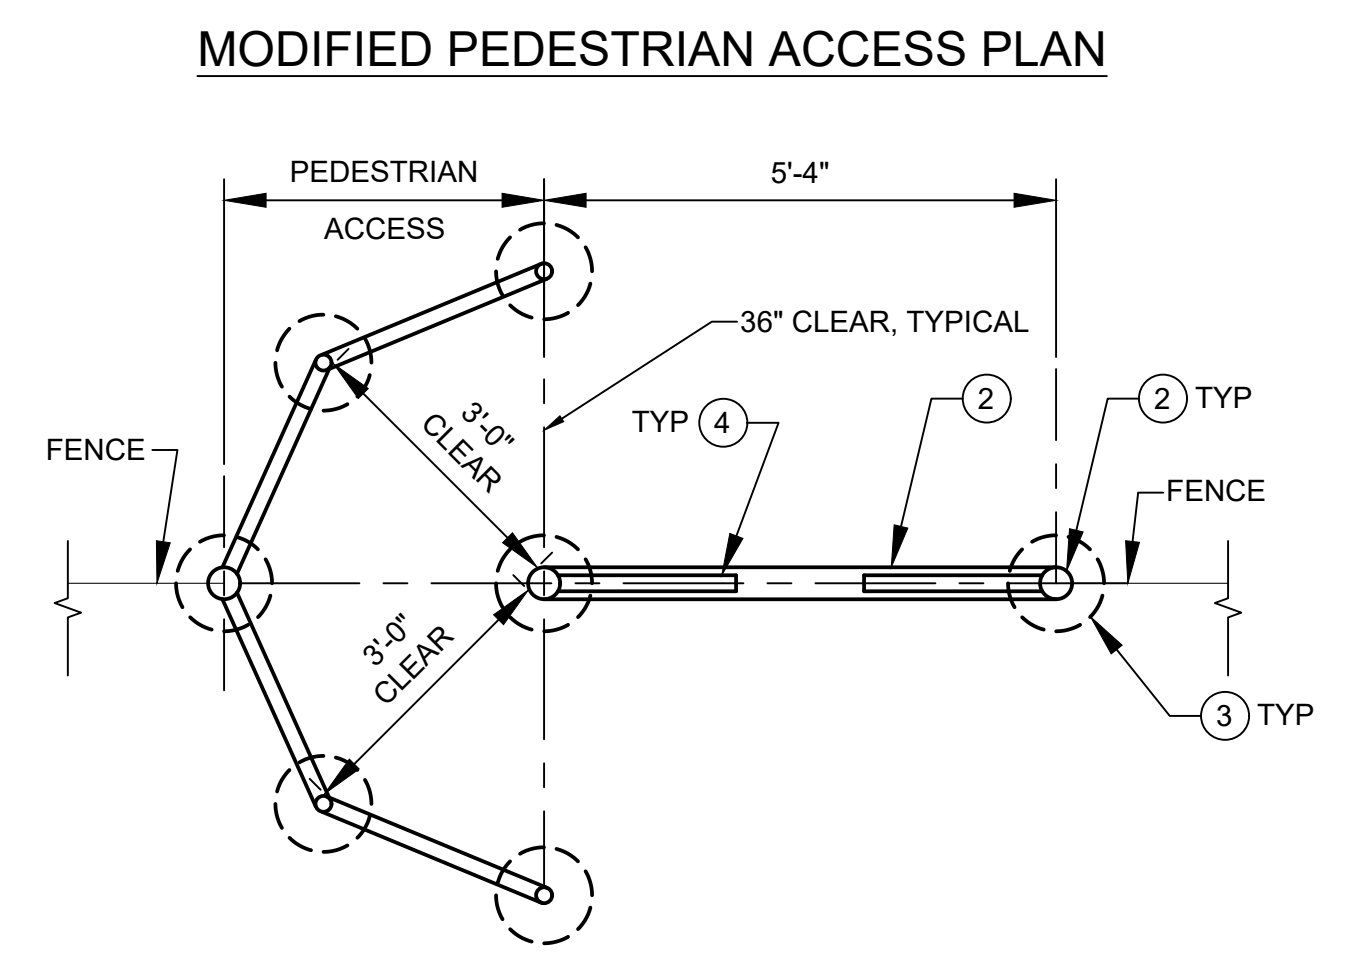 MODIFIED PEDESTRIAN ACCESS PLAN
PEDESTRIAN
ACCESS
5'-4"
36" CLEAR, TYPICAL
TYP 4
2
2 TYP
3'-0"
CLEAR
FENCE
FENCE
3'-0"
CLEAR
3 TYP